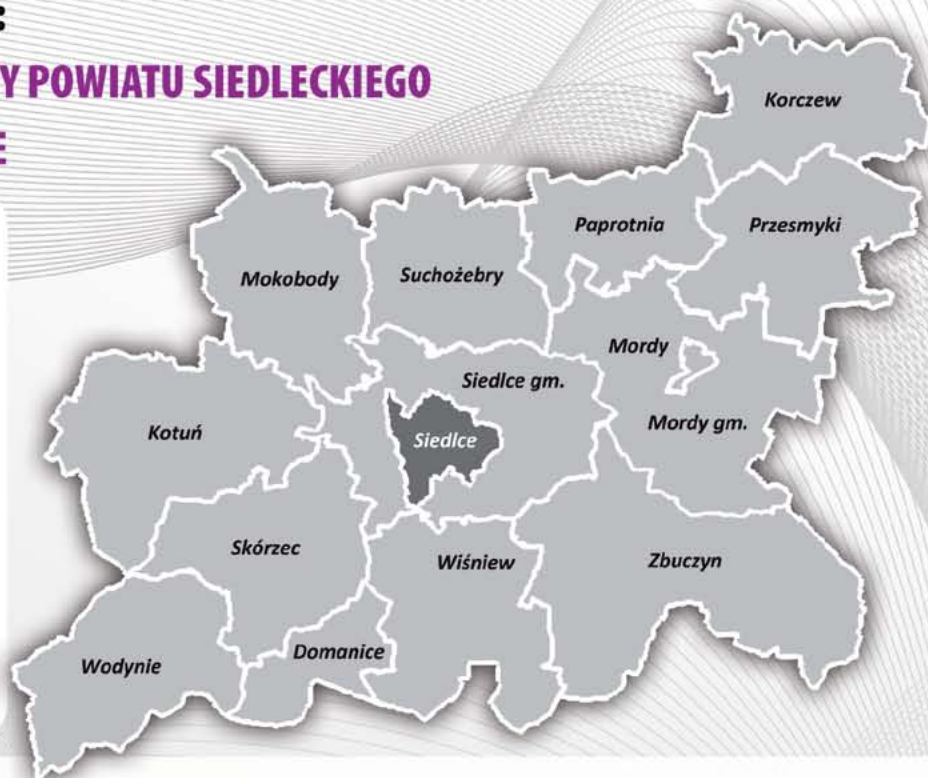 :
Y POWIATU SIEDLECKIEGO
E
Korczew
Paprotnia
Przesmyki
Mokobody
Suchożebry
Mordy
Siedlce gm.
Mordy gm.
Kotuń
Siedlce
Skórzec
Wiśniew
Zbuczyn
Domanice
Wodynie